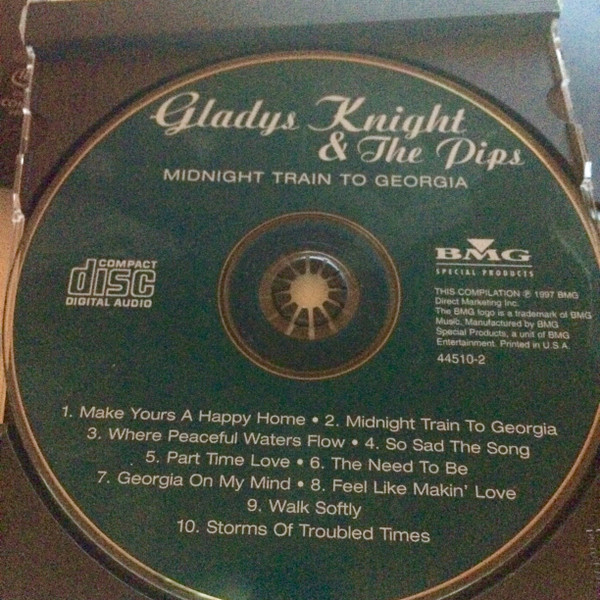 Gladys Knight
& The Pips
MIDNIGHT TRAIN TO GEORGIA
COMPACT
disc
DIGITAL AUDIO
BMG
SPECIAL PRODUCTS
THIS COMPILATION ℗ 1997 BMG
Direct Marketing Inc.
The BMG logo is a trademark of BMG
Music. Manufactured by BMG
Special Products, a unit of BMG
Entertainment. Printed in U.S.A.
44510-2
1. Make Yours A Happy Home • 2. Midnight Train To Georgia
3. Where Peaceful Waters Flow • 4. So Sad The Song
5. Part Time Love • 6. The Need To Be
7. Georgia On My Mind • 8. Feel Like Makin' Love
9. Walk Softly
10. Storms Of Troubled Times